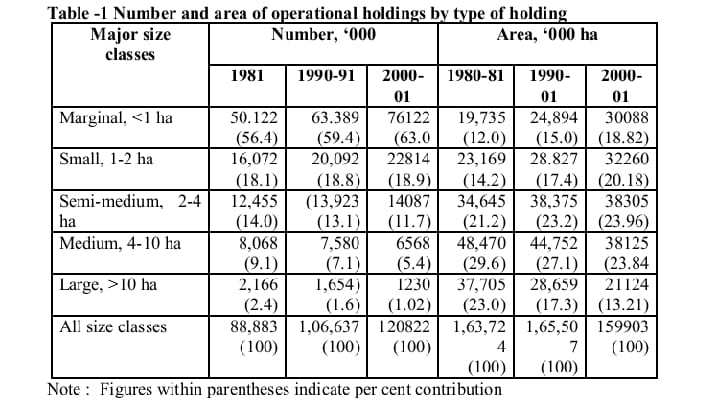 Table -1 Number and area of operational holdings by type of holding
Major size classes Number, ‘000 Area, ‘000 ha
1981 1990-91 2000-01 1980-81 1990-01 2000-01
Marginal, <1 ha 50.122 63.389 76122 19,735 24,894 30088
(56.4) (59.4) (63.0 (12.0) (15.0) (18.82)
Small, 1-2 ha 16,072 20,092 22814 23,169 28.827 32260
(18.1) (18.8) (18.9) (14.2) (17.4) (20.18)
Semi-medium, 2-4 ha 12,455 (13,923 14087 34,645 38,375 38305
(14.0) (13.1) (11.7) (21.2) (23.2) (23.96)
Medium, 4-10 ha 8,068 7,580 6568 48,470 44,752 38125
(9.1) (7.1) (5.4) (29.6) (27.1) (23.84
Large, >10 ha 2,166 1,654) 1230 37,705 28,659 21124
(2.4) (1.6) (1.02) (23.0) (17.3) (13.21)
All size classes 88,883 1,06,637 120822 1,63,724 1,65,507 159903
(100) (100) (100) (100) (100) (100)
Note : Figures within parentheses indicate per cent contribution